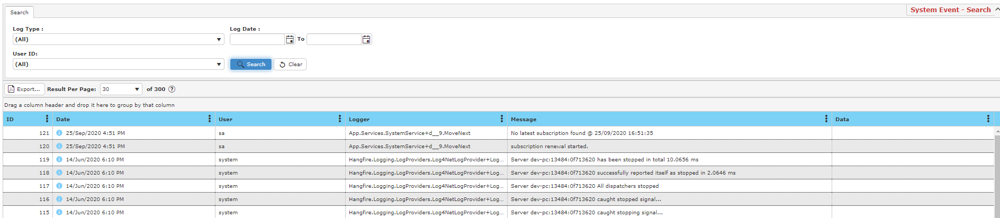 Search
System Event - Search
Log Type :
Log Date :
(All)
To
User ID:
(All)
Search
Clear
Export...
Result Per Page:
30
of 300
Drag a column header and drop it here to group by that column
ID Date User Logger Message Data
121 25/Sep/2020 4:51 PM sa App.Services.SystemService+d__9.MoveNext No latest subscription found @ 25/09/2020 16:51:35
120 25/Sep/2020 4:51 PM sa App.Services.SystemService+d__9.MoveNext subscription renewal started.
119 14/Jun/2020 6:10 PM system Hangfire.Logging.LogProviders.Log4NetLogProvider+Log... Server dev-pc:13484:0f713620 has been stopped in total 10.0656 ms
118 14/Jun/2020 6:10 PM system Hangfire.Logging.LogProviders.Log4NetLogProvider+Log... Server dev-pc:13484:0f713620 successfully reported itself as stopped in 2.0646 ms
117 14/Jun/2020 6:10 PM system Hangfire.Logging.LogProviders.Log4NetLogProvider+Log... Server dev-pc:13484:0f713620 All dispatchers stopped
116 14/Jun/2020 6:10 PM system Hangfire.Logging.LogProviders.Log4NetLogProvider+Log... Server dev-pc:13484:0f713620 caught stopped signal...
115 14/Jun/2020 6:10 PM system Hangfire.Logging.LogProviders.Log4NetLogProvider+Log... Server dev-pc:13484:0f713620 caught stopping signal...